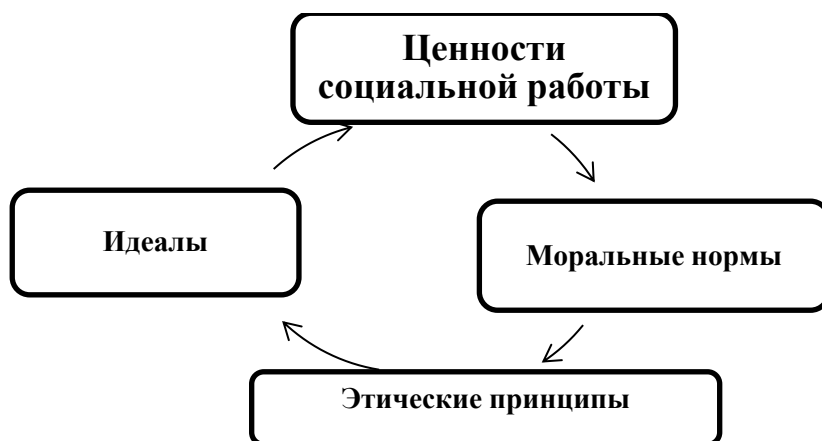 Ценности
социальной работы
Идеалы
Моральные нормы
Этические принципы